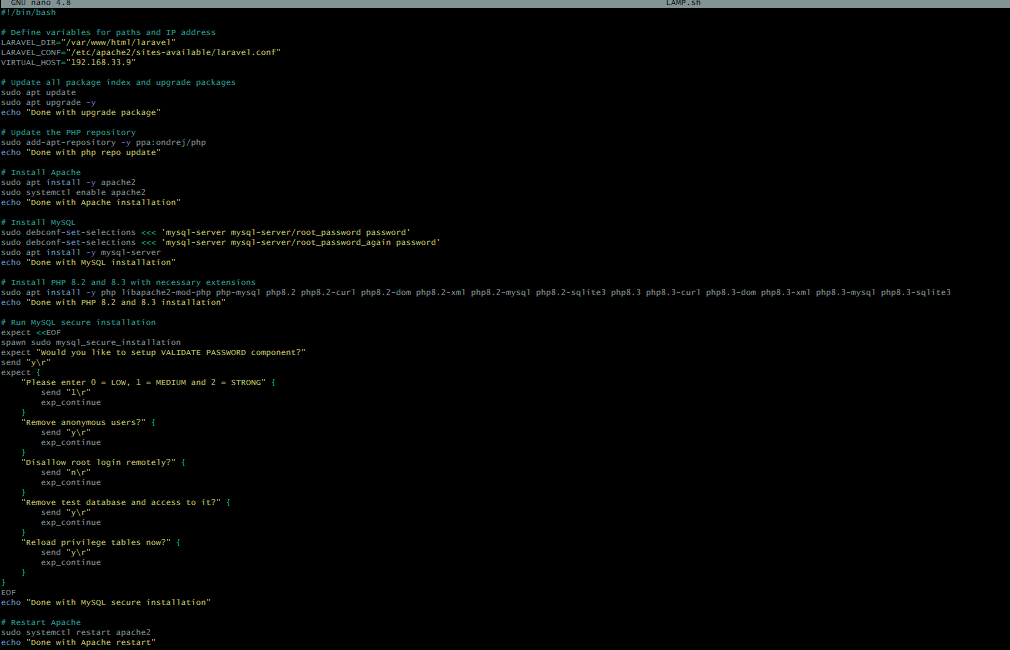 GNU nano 4.8 LAMP.sh
#!/bin/bash

# Define variables for paths and IP address
LARAVEL_DIR="/var/www/html/laravel"
LARAVEL_CONF="/etc/apache2/sites-available/laravel.conf"
VIRTUAL_HOST="192.168.33.9"

# Update all package index and upgrade packages
sudo apt update
sudo apt upgrade -y
echo "Done with upgrade package"

# Update the PHP repository
sudo add-apt-repository -y ppa:ondrej/php
echo "Done with php repo update"

# Install Apache
sudo apt install -y apache2
sudo systemctl enable apache2
echo "Done with Apache installation"

# Install MySQL
sudo debconf-set-selections <<< 'mysql-server mysql-server/root_password password'
sudo debconf-set-selections <<< 'mysql-server mysql-server/root_password_again password'
sudo apt install -y mysql-server
echo "Done with MySQL installation"

# Install PHP 8.2 and 8.3 with necessary extensions
sudo apt install -y php libapache2-mod-php php-mysql php8.2 php8.2-curl php8.2-dom php8.2-xml php8.2-mysql php8.2-sqlite3 php8.3 php8.3-curl php8.3-dom php8.3-xml php8.3-mysql php8.3-sqlite3
echo "Done with PHP 8.2 and 8.3 installation"

# Run MySQL secure installation
expect <<EOF
spawn sudo mysql_secure_installation
expect "Would you like to setup VALIDATE PASSWORD component?"
send "y\r"
expect {
    "Please enter 0 = LOW, 1 = MEDIUM and 2 = STRONG" {
        send "1\r"
        exp_continue
    }
    "Remove anonymous users?" {
        send "y\r"
        exp_continue
    }
    "Disallow root login remotely?" {
        send "n\r"
        exp_continue
    }
    "Remove test database and access to it?" {
        send "y\r"
        exp_continue
    }
    "Reload privilege tables now?" {
        send "y\r"
        exp_continue
    }
}
EOF
echo "Done with MySQL secure installation"

# Restart Apache
sudo systemctl restart apache2
echo "Done with Apache restart"